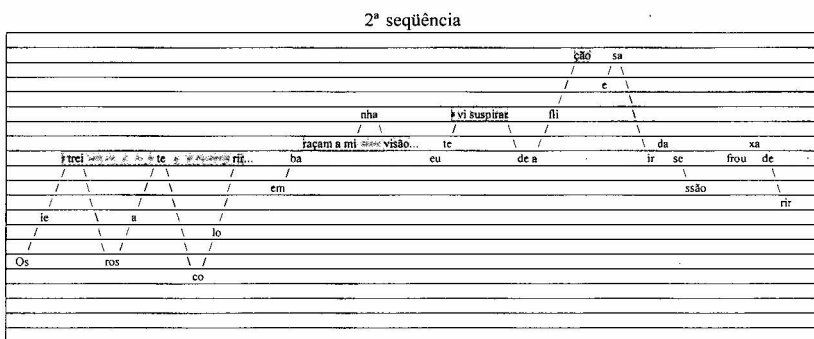 2ª seqüência
ção sa
e
nha vi suspirar fli
raçam a mi visão... te da xa
trei te rir... ba eu de a ir se frou de
em ssão
rir
ie a
lo
Os ros
co